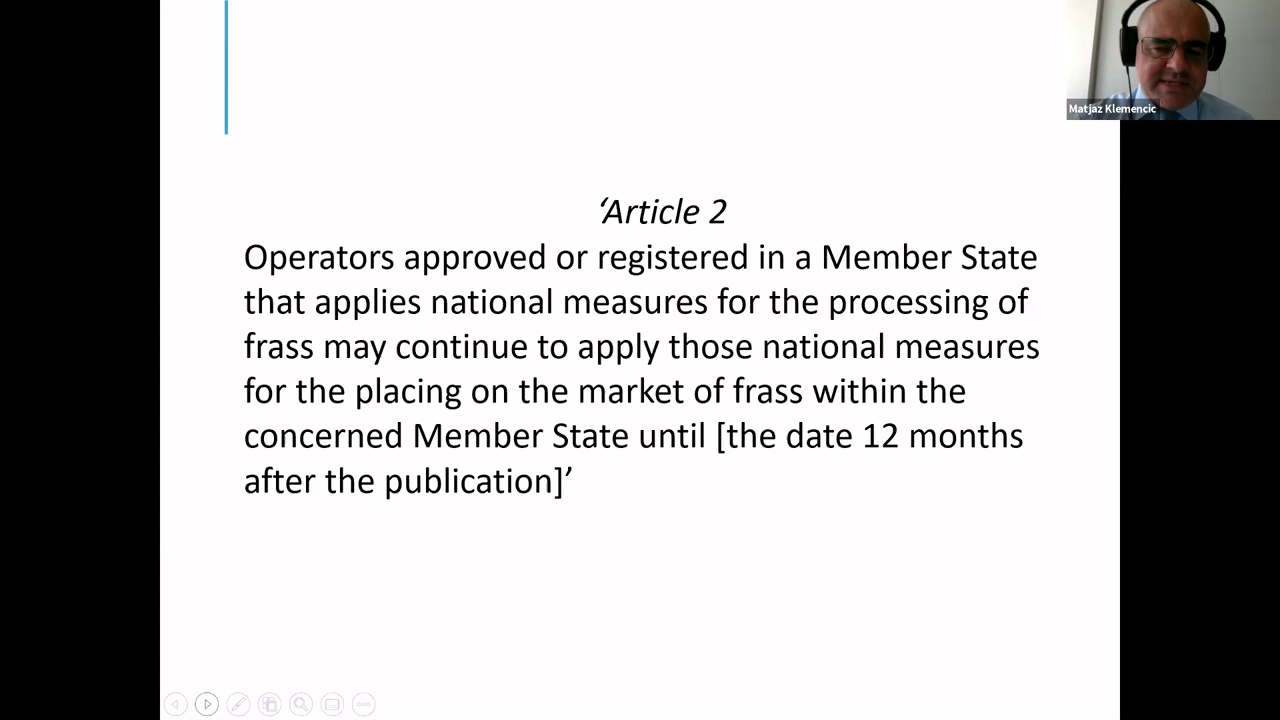 Matjaz Klemencic
‘Article 2
Operators approved or registered in a Member State
that applies national measures for the processing of
frass may continue to apply those national measures
for the placing on the market of frass within the
concerned Member State until [the date 12 months
after the publication]’